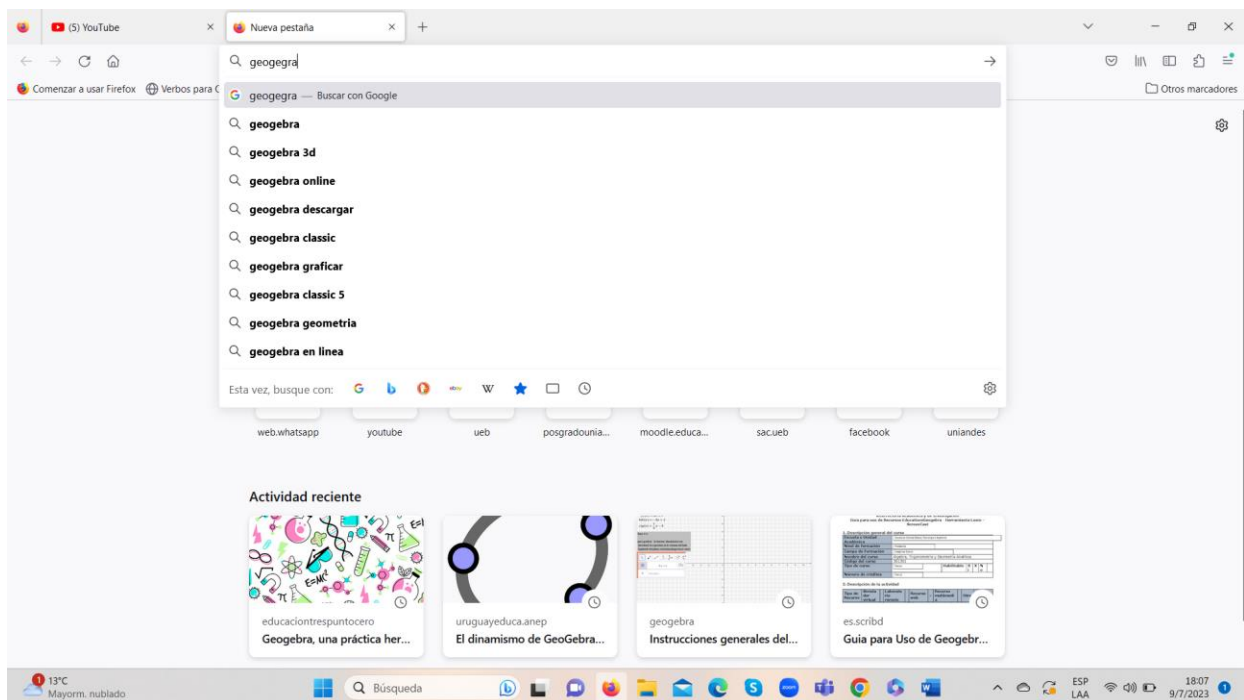 (5) YouTube
Nueva pestaña
geogegra
Comenzar a usar Firefox
Verbos para
Otros marcadores
geogegra — Buscar con Google
geogebra
geogebra 3d
geogebra online
geogebra descargar
geogebra classic
geogebra graficar
geogebra classic 5
geogebra geometria
geogebra en linea
Esta vez, busque con:
web.whatsapp youtube ueb posgradounia... moodle.educa... sac.ueb facebook uniandes
Actividad reciente
E=MC²
educaciontrespuntocero
Geogebra, una práctica her...
uruguayeduca.anep
El dinamismo de GeoGebra...
geogebra
Instrucciones generales del...
es.scribd
Guia para Uso de Geogebr...
1
13°C
Mayorm. nublado
Búsqueda
ESP
LAA
18:07
9/7/2023
1